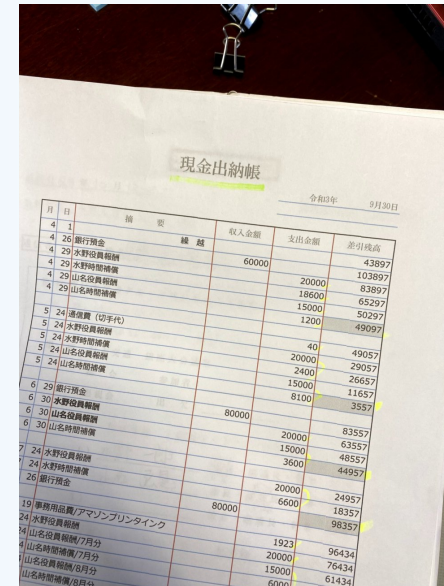 現金出納帳
令和3年 9月30日
月 日 摘 要 収入金額 支出金額 差引残高
4 1 繰 越 43897
4 26 銀行預金 60000 103897
4 29 水野役員報酬 20000 83897
4 29 水野時間補償 18600 65297
4 29 山名役員報酬 15000 50297
4 29 山名時間補償 1200 49097
5 24 通信費（切手代） 40 49057
5 24 水野役員報酬 20000 29057
5 24 水野時間補償 2400 26657
5 24 山名役員報酬 15000 11657
5 24 山名時間補償 8100 3557
6 29 銀行預金 80000 83557
6 30 水野役員報酬 20000 63557
6 30 山名役員報酬 15000 48557
6 30 山名時間補償 3600 44957
7 24 水野役員報酬 20000 24957
24 水野時間補償 6600 18357
26 銀行預金 80000 98357
19 事務用品費/アマゾンプリンタインク 1923 96434
24 水野役員報酬 20000 76434
24 山名役員報酬/7月分 15000 61434
山名時間補償/7月分 6000
山名役員報酬/8月分
山名時間補償/8月分